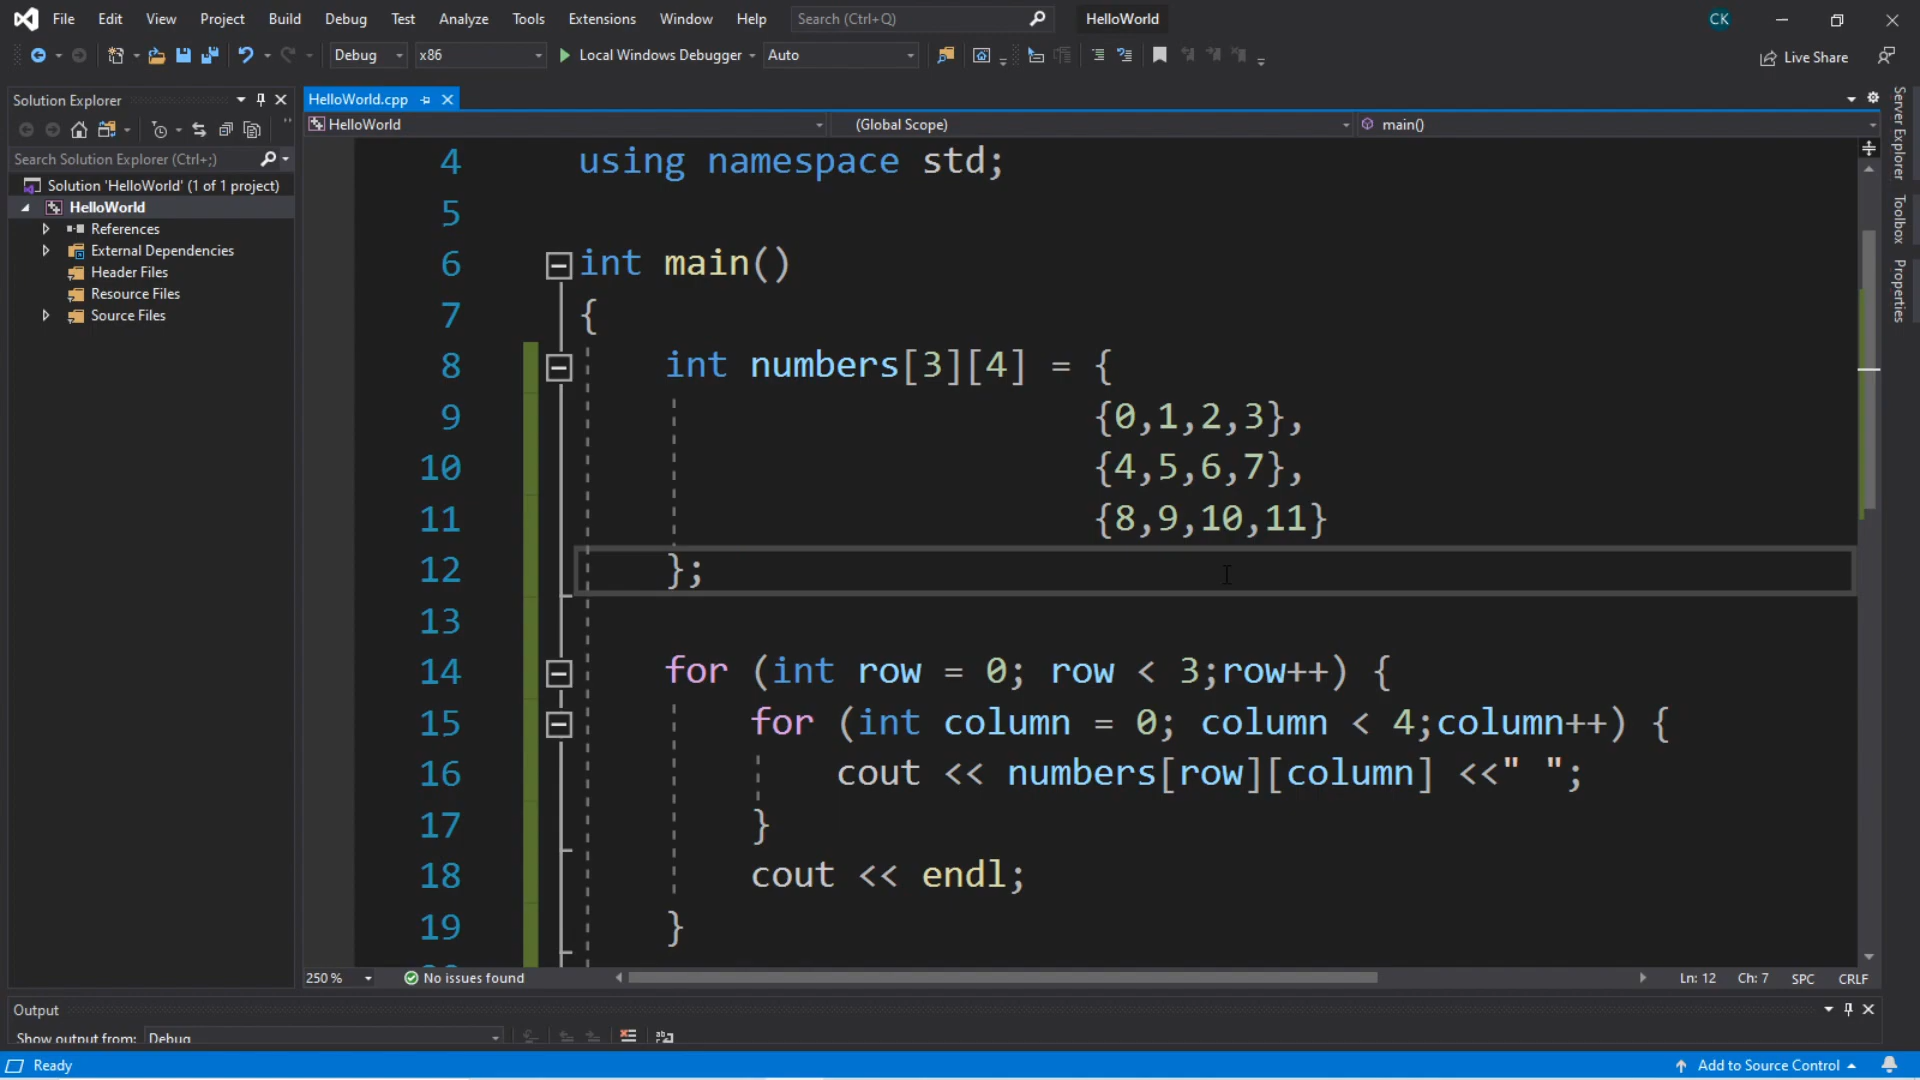 File Edit View Project Build Debug Test Analyze Tools Extensions Window Help Search (Ctrl+Q) HelloWorld CK
Debug x86 Local Windows Debugger Auto Live Share
Solution Explorer
Search Solution Explorer (Ctrl+;)
Solution 'HelloWorld' (1 of 1 project)
HelloWorld
References
External Dependencies
Header Files
Resource Files
Source Files
HelloWorld.cpp
HelloWorld (Global Scope) main()
4 using namespace std;
5
6 int main()
7 {
8 int numbers[3][4] = {
9 {0,1,2,3},
10 {4,5,6,7},
11 {8,9,10,11}
12 };
13
14 for (int row = 0; row < 3;row++) {
15 for (int column = 0; column < 4;column++) {
16 cout << numbers[row][column] <<" ";
17 }
18 cout << endl;
19 }
250 % No issues found Ln: 12 Ch: 7 SPC CRLF
Output
Show output from: Debug
Ready Add to Source Control
Server Explorer
Toolbox
Properties